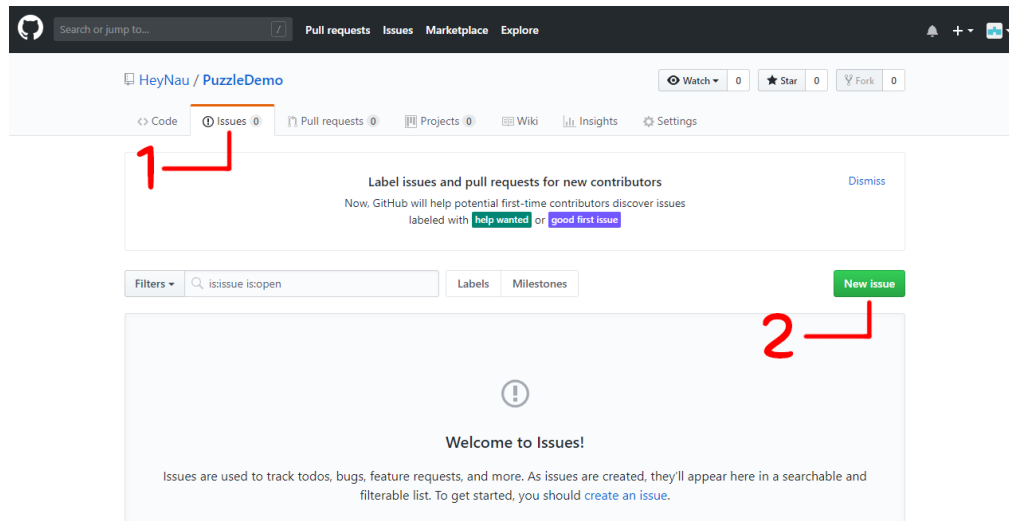 Search or jump to... / Pull requests Issues Marketplace Explore
HeyNau / PuzzleDemo Watch 0 Star 0 Fork 0
Code Issues 0 Pull requests 0 Projects 0 Wiki Insights Settings
1
Label issues and pull requests for new contributors Dismiss
Now, GitHub will help potential first-time contributors discover issues
labeled with help wanted or good first issue
Filters is:issue is:open Labels Milestones New issue
2
Welcome to Issues!
Issues are used to track todos, bugs, feature requests, and more. As issues are created, they'll appear here in a searchable and
filterable list. To get started, you should create an issue.